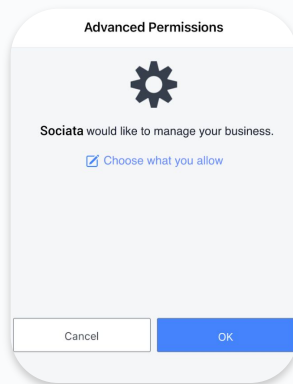 Advanced Permissions
Sociata would like to manage your business.
Choose what you allow
Cancel
OK